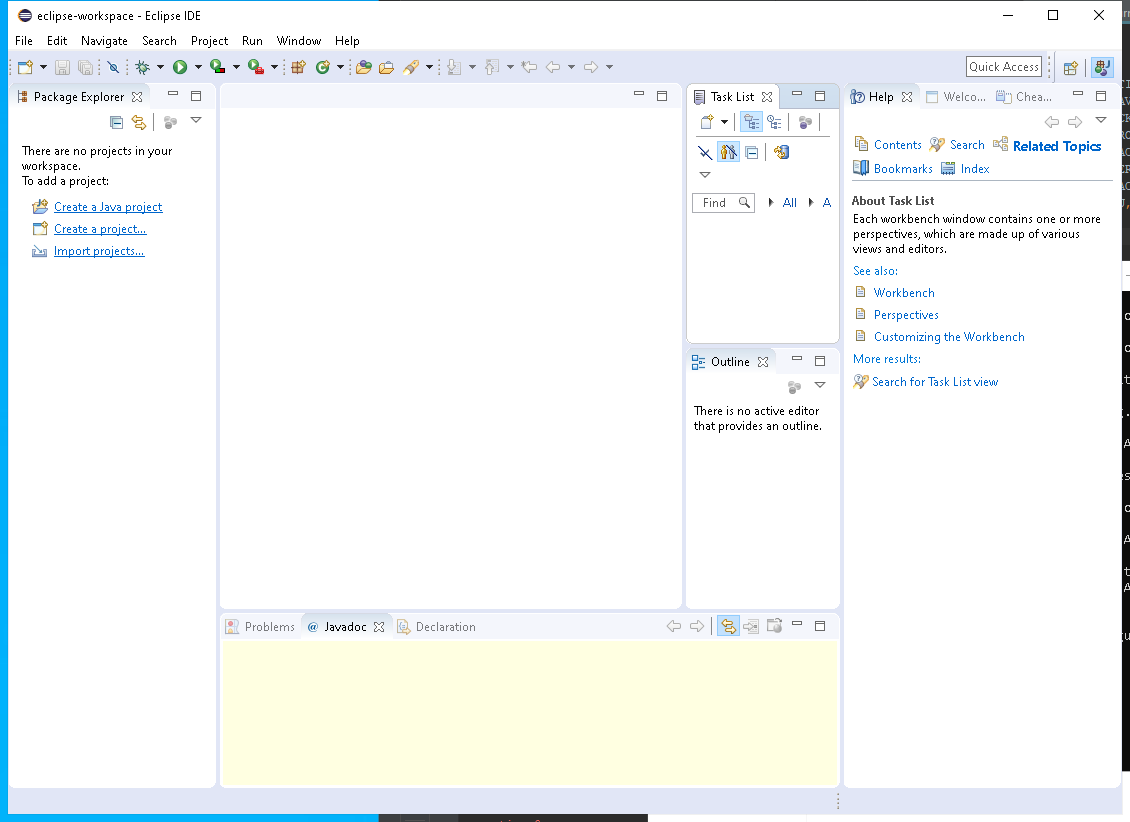 eclipse-workspace - Eclipse IDE
File Edit Navigate Search Project Run Window Help
Quick Access
Package Explorer
There are no projects in your
workspace.
To add a project:
Create a Java project
Create a project...
Import projects...
Task List
Find All A
Outline
There is no active editor
that provides an outline.
Help Welco... Chea...
Contents Search Related Topics
Bookmarks Index
About Task List
Each workbench window contains one or more
perspectives, which are made up of various
views and editors.
See also:
Workbench
Perspectives
Customizing the Workbench
More results:
Search for Task List view
Problems @ Javadoc Declaration